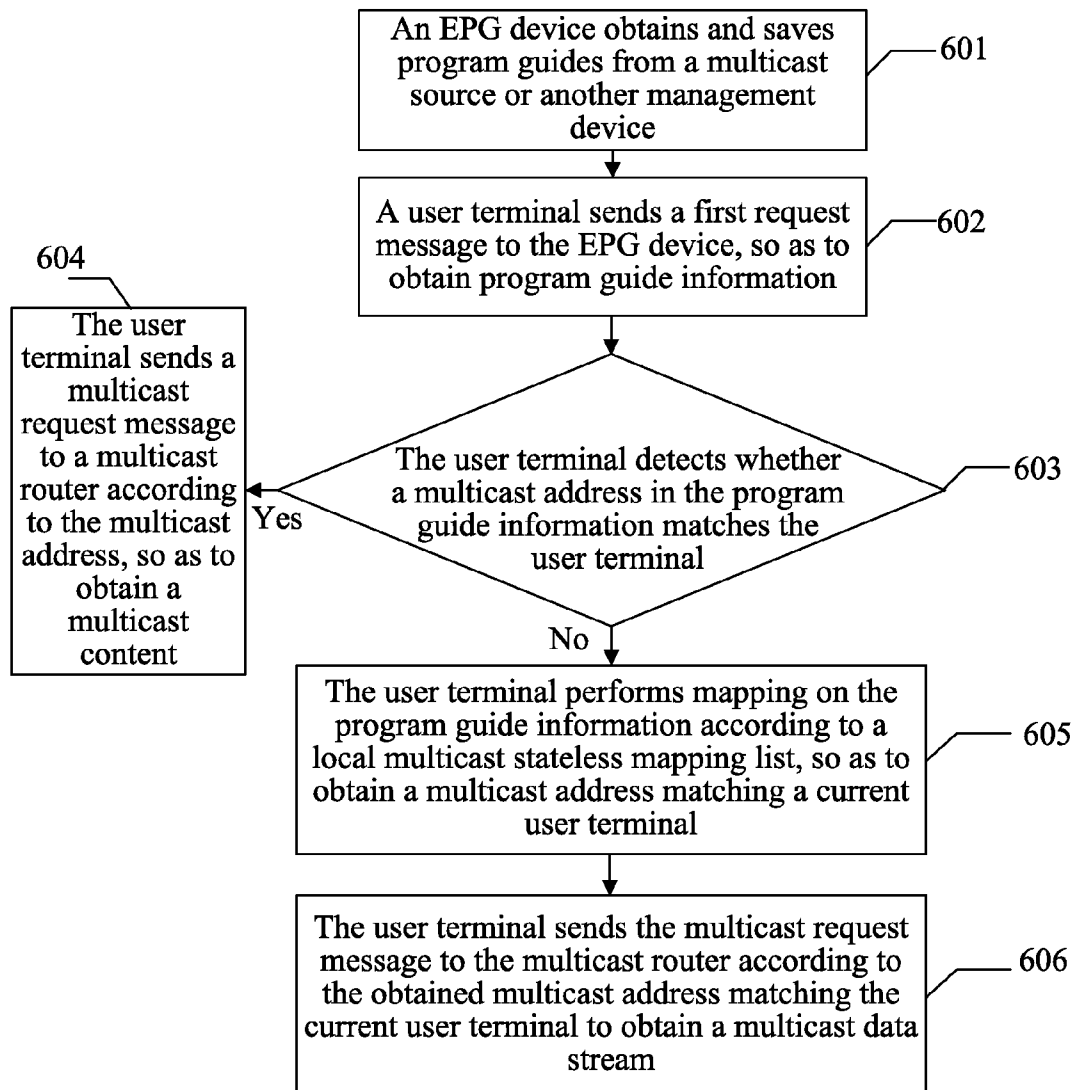 An EPG device obtains and saves
program guides from a multicast
source or another management
device
601
A user terminal sends a first request
message to the EPG device, so as to
obtain program guide information
602
604
The user
terminal sends a
multicast
request message
to a multicast
router according
to the multicast
address, so as to
obtain a
multicast
content
Yes
The user terminal detects whether
a multicast address in the program
guide information matches the
user terminal
603
No
The user terminal performs mapping on the
program guide information according to a
local multicast stateless mapping list, so as to
obtain a multicast address matching a current
user terminal
605
The user terminal sends the multicast request
message to the multicast router according to
the obtained multicast address matching the
current user terminal to obtain a multicast data
stream
606